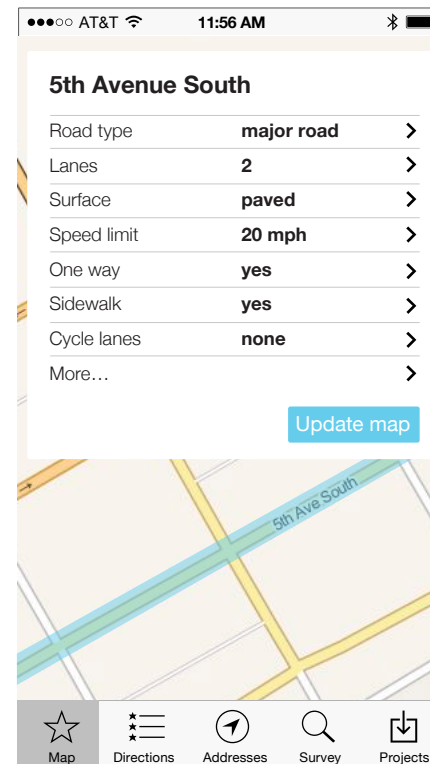 AT&T 11:56 AM
5th Avenue South
Road type major road
Lanes 2
Surface paved
Speed limit 20 mph
One way yes
Sidewalk yes
Cycle lanes none
More…
Update map
5th Ave South
Map Directions Addresses Survey Projects